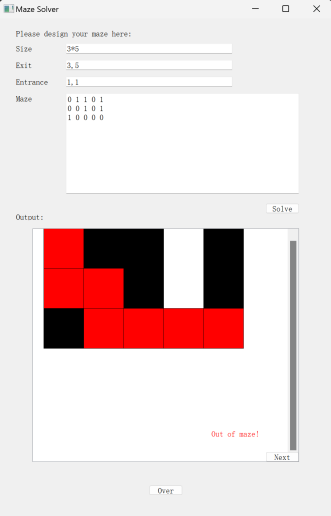 Maze Solver
Please design your maze here:
Size 3*5
Exit 3,5
Entrance 1,1
Maze 0 1 1 0 1
0 0 1 0 1
1 0 0 0 0
Solve
Output:
Out of maze!
Next
Over